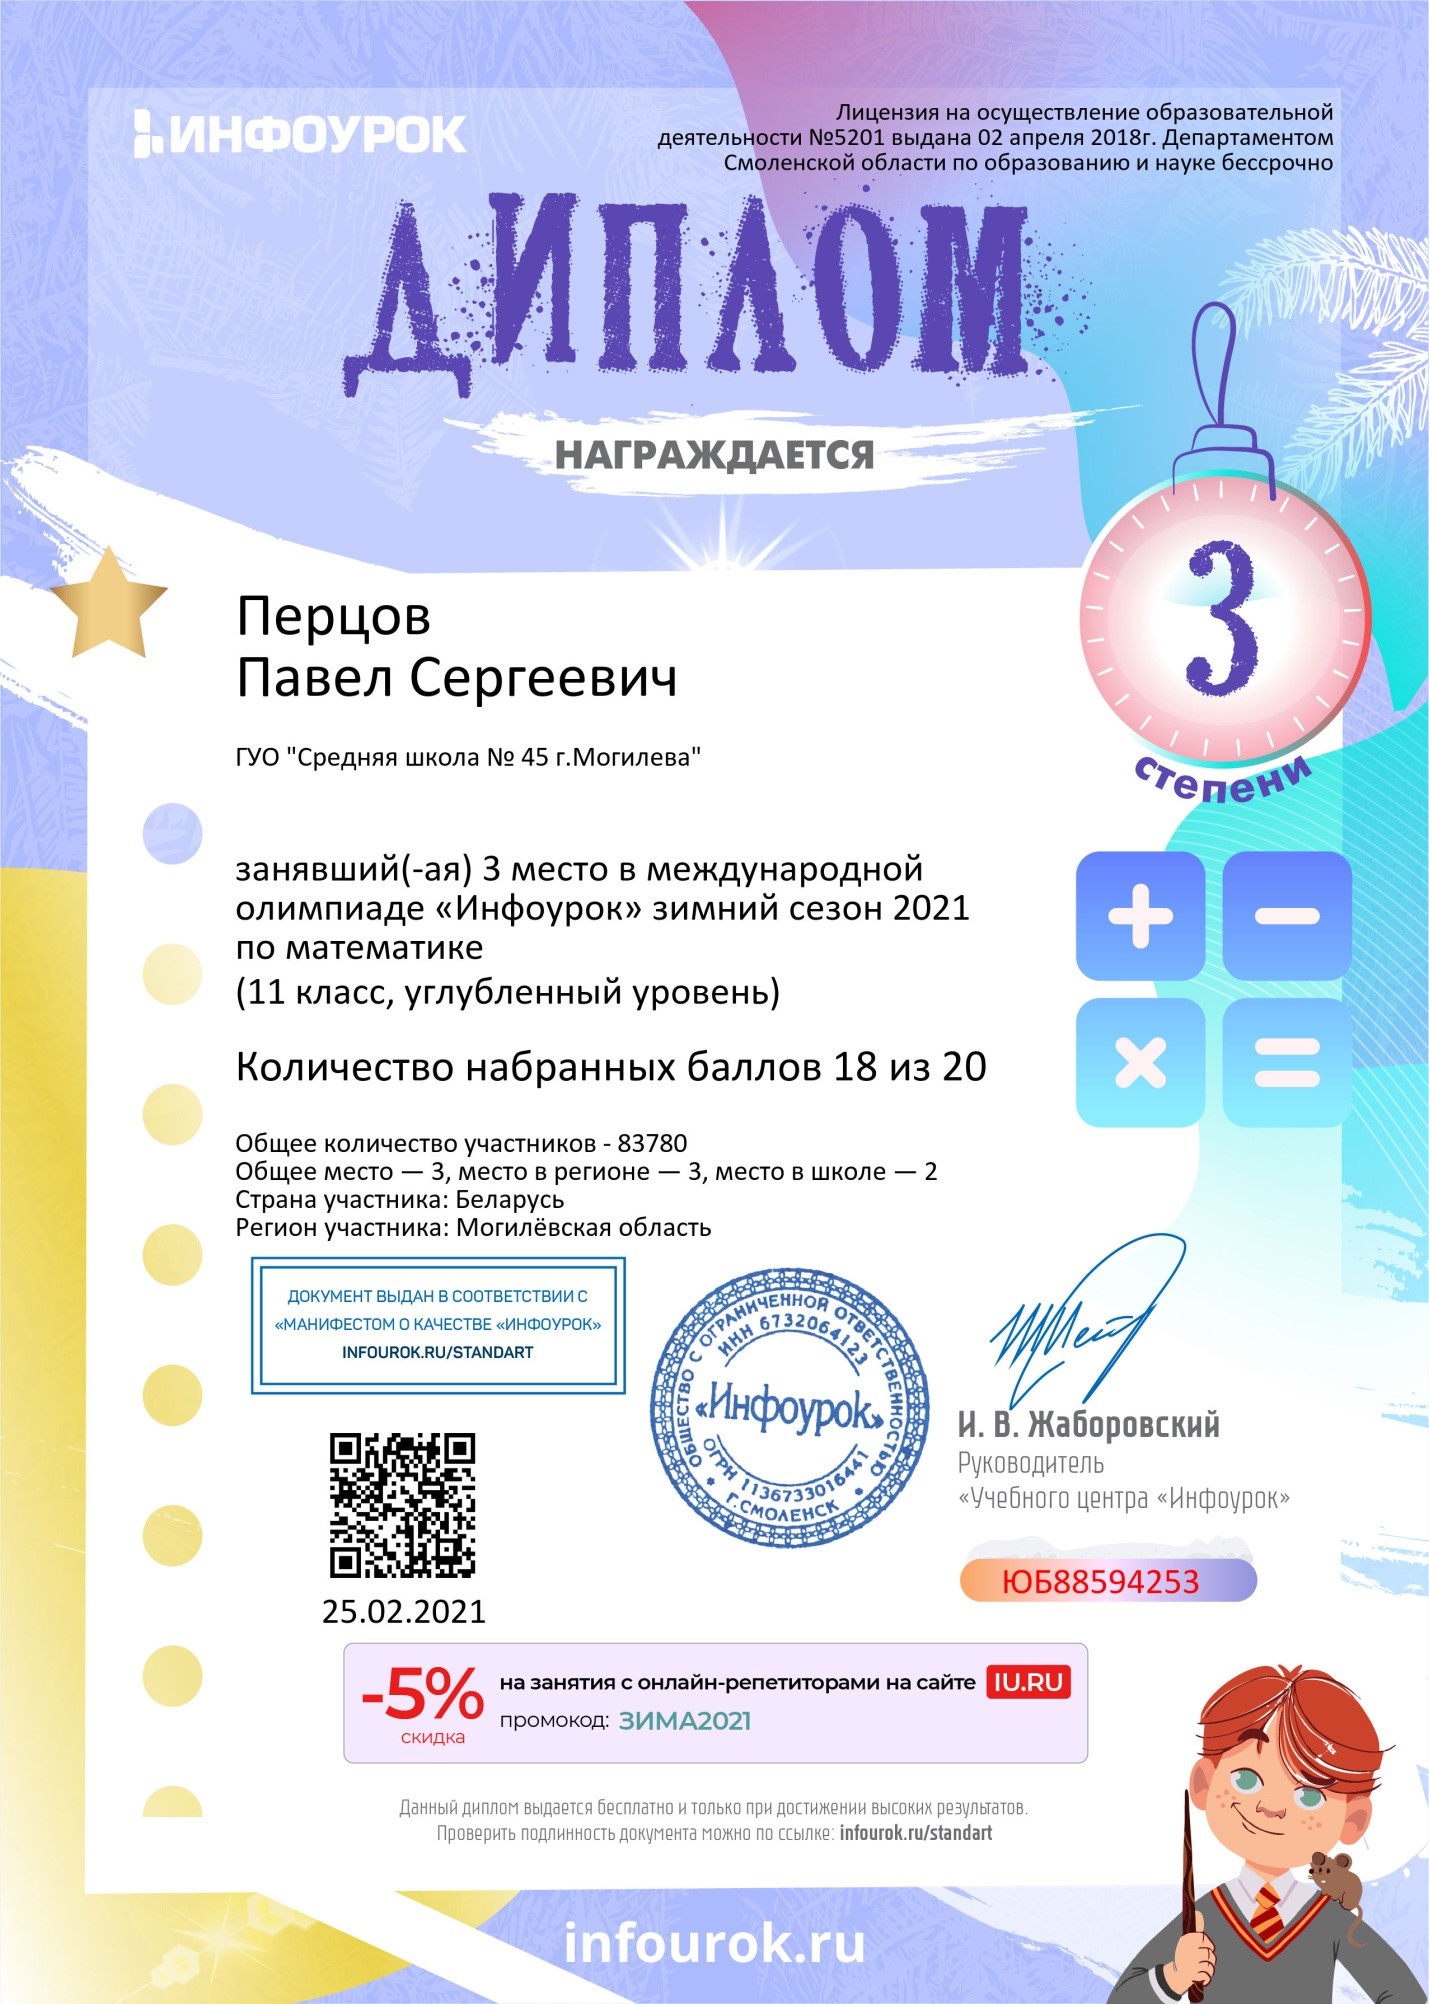 ИНФОУРОК
Лицензия на осуществление образовательной
деятельности №5201 выдана 02 апреля 2018г. Департаментом
Смоленской области по образованию и науке бессрочно
ДИПЛОМ
НАГРАЖДАЕТСЯ
3
степени
Перцов
Павел Сергеевич
ГУО "Средняя школа № 45 г.Могилева"
занявший(-ая) 3 место в международной
олимпиаде «Инфоурок» зимний сезон 2021
по математике
(11 класс, углубленный уровень)
Количество набранных баллов 18 из 20
Общее количество участников - 83780
Общее место — 3, место в регионе — 3, место в школе — 2
Страна участника: Беларусь
Регион участника: Могилёвская область
ДОКУМЕНТ ВЫДАН В СООТВЕТСТВИИ С
«МАНИФЕСТОМ О КАЧЕСТВЕ «ИНФОУРОК»
INFOUROK.RU/STANDART
ОБЩЕСТВО С ОГРАНИЧЕННОЙ ОТВЕТСТВЕННОСТЬЮ
ИНН 6732064123
«Инфоурок»
ОГРН 1136733016441
Г.СМОЛЕНСК
И. В. Жаборовский
Руководитель
«Учебного центра «Инфоурок»
ЮБ88594253
25.02.2021
-5%
скидка
на занятия с онлайн-репетиторами на сайте IU.RU
промокод: ЗИМА2021
Данный диплом выдается бесплатно и только при достижении высоких результатов.
Проверить подлинность документа можно по ссылке: infourok.ru/standart
infourok.ru